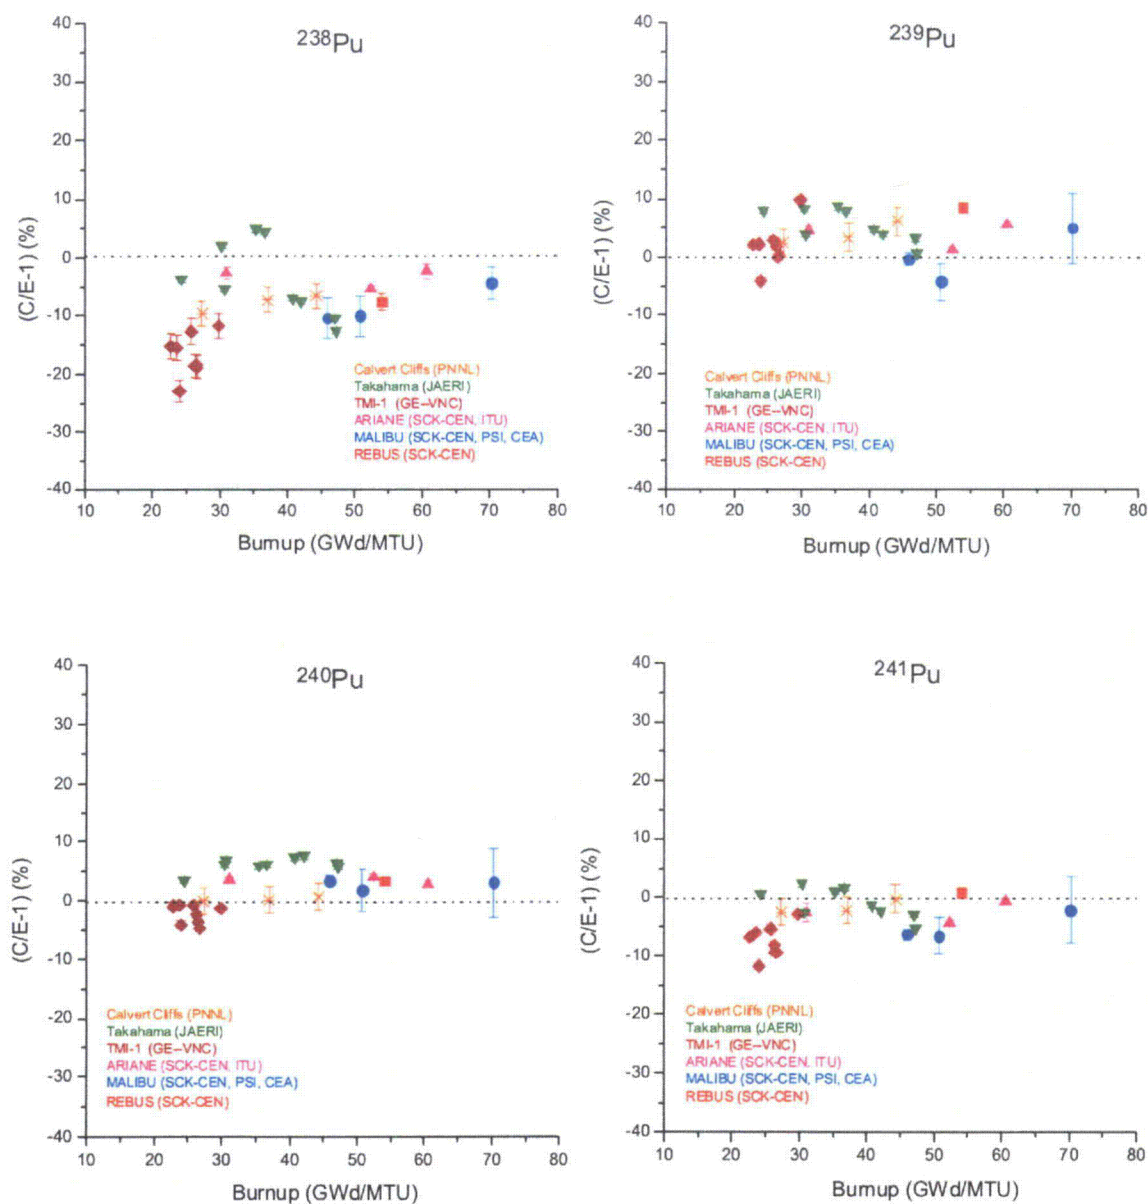 ²³⁸Pu
40
30
20
10
0
-10
-20
-30
-40
(C/E-1) (%)
Calvert Cliffs (PNNL)
Takahama (JAERI)
TMI-1 (GE--VNC)
ARIANE (SCK-CEN, ITU)
MALIBU (SCK-CEN, PSI, CEA)
REBUS (SCK-CEN)
10 20 30 40 50 60 70 80
Burnup (GWd/MTU)
²³⁹Pu
40
30
20
10
0
-10
-20
-30
-40
(C/E-1) (%)
Calvert Cliffs (PNNL)
Takahama (JAERI)
TMI-1 (GE--VNC)
ARIANE (SCK-CEN, ITU)
MALIBU (SCK-CEN, PSI, CEA)
REBUS (SCK-CEN)
10 20 30 40 50 60 70 80
Burnup (GWd/MTU)
²⁴⁰Pu
40
30
20
10
0
-10
-20
-30
-40
(C/E-1) (%)
Calvert Cliffs (PNNL)
Takahama (JAERI)
TMI-1 (GE--VNC)
ARIANE (SCK-CEN, ITU)
MALIBU (SCK-CEN, PSI, CEA)
REBUS (SCK-CEN)
10 20 30 40 50 60 70 80
Burnup (GWd/MTU)
²⁴¹Pu
40
30
20
10
0
-10
-20
-30
-40
(C/E-1) (%)
Calvert Cliffs (PNNL)
Takahama (JAERI)
TMI-1 (GE--VNC)
ARIANE (SCK-CEN, ITU)
MALIBU (SCK-CEN, PSI, CEA)
REBUS (SCK-CEN)
10 20 30 40 50 60 70 80
Burnup (GWd/MTU)